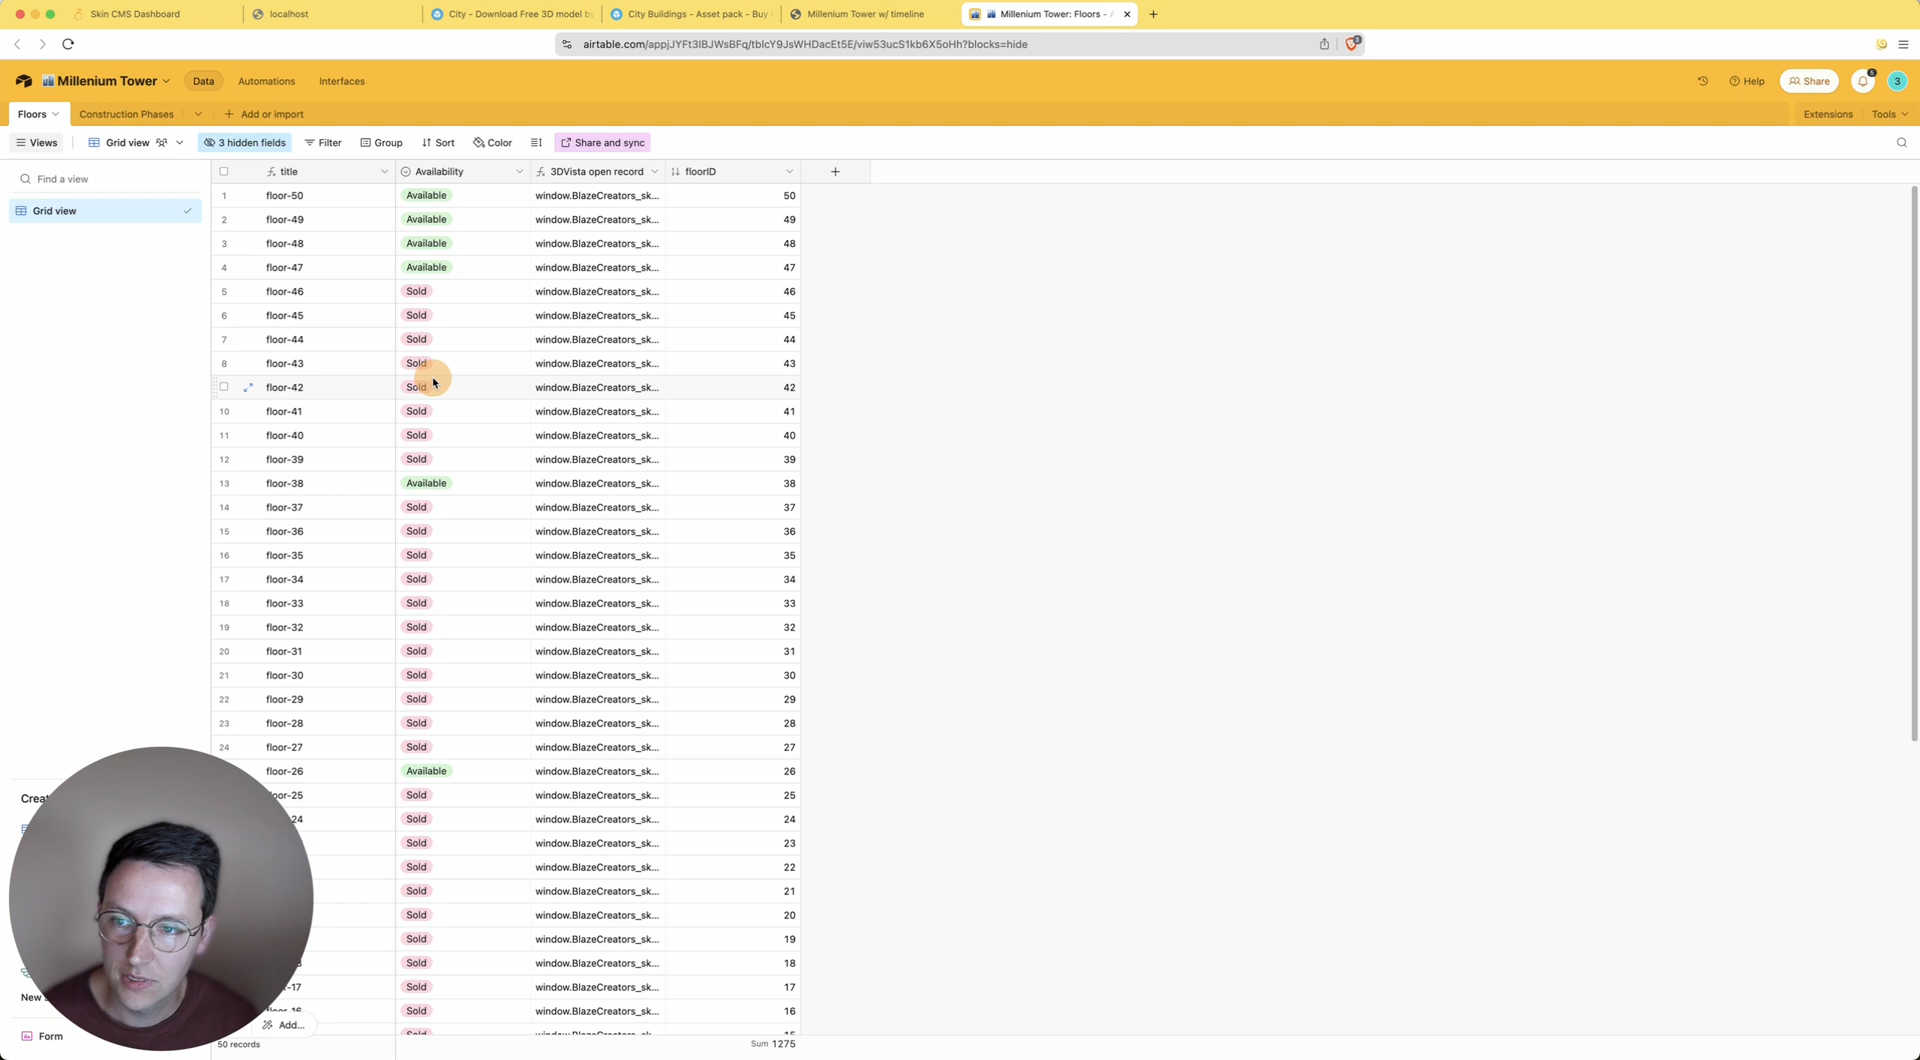 Skin CMS Dashboard
localhost
City - Download Free 3D model by
City Buildings - Asset pack - Buy
Millenium Tower w/ timeline
Millenium Tower: Floors -
airtable.com/appjJYFt3lBJWsBFq/tblcY9JsWHDacEt5E/viw53ucS1kb6X5oHh?blocks=hide
Millenium Tower
Data
Automations
Interfaces
Help
Share
3
Floors
Construction Phases
Add or import
Extensions
Tools
Views
Grid view
3 hidden fields
Filter
Group
Sort
Color
Share and sync
Find a view
Grid view
title Availability 3DVista open record floorID
1 floor-50 Available window.BlazeCreators_sk... 50
2 floor-49 Available window.BlazeCreators_sk... 49
3 floor-48 Available window.BlazeCreators_sk... 48
4 floor-47 Available window.BlazeCreators_sk... 47
5 floor-46 Sold window.BlazeCreators_sk... 46
6 floor-45 Sold window.BlazeCreators_sk... 45
7 floor-44 Sold window.BlazeCreators_sk... 44
8 floor-43 Sold window.BlazeCreators_sk... 43
floor-42 Sold window.BlazeCreators_sk... 42
10 floor-41 Sold window.BlazeCreators_sk... 41
11 floor-40 Sold window.BlazeCreators_sk... 40
12 floor-39 Sold window.BlazeCreators_sk... 39
13 floor-38 Available window.BlazeCreators_sk... 38
14 floor-37 Sold window.BlazeCreators_sk... 37
15 floor-36 Sold window.BlazeCreators_sk... 36
16 floor-35 Sold window.BlazeCreators_sk... 35
17 floor-34 Sold window.BlazeCreators_sk... 34
18 floor-33 Sold window.BlazeCreators_sk... 33
19 floor-32 Sold window.BlazeCreators_sk... 32
20 floor-31 Sold window.BlazeCreators_sk... 31
21 floor-30 Sold window.BlazeCreators_sk... 30
22 floor-29 Sold window.BlazeCreators_sk... 29
23 floor-28 Sold window.BlazeCreators_sk... 28
24 floor-27 Sold window.BlazeCreators_sk... 27
floor-26 Available window.BlazeCreators_sk... 26
oor-25 Sold window.BlazeCreators_sk... 25
-24 Sold window.BlazeCreators_sk... 24
Sold window.BlazeCreators_sk... 23
Sold window.BlazeCreators_sk... 22
Sold window.BlazeCreators_sk... 21
Sold window.BlazeCreators_sk... 20
Sold window.BlazeCreators_sk... 19
Sold window.BlazeCreators_sk... 18
-17 Sold window.BlazeCreators_sk... 17
Sold window.BlazeCreators_sk... 16
Creat
New
Form
Add...
50 records
Sum 1275